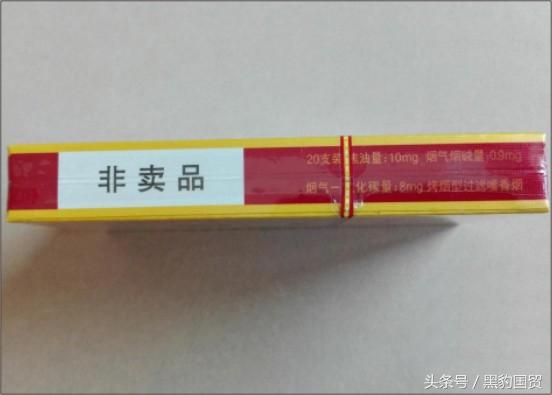 非卖品
20支装 焦油量:10mg 烟气烟碱量:0.9mg
烟气一氧化碳量:8mg 烤烟型过滤嘴香烟
头条号/黑豹国贸